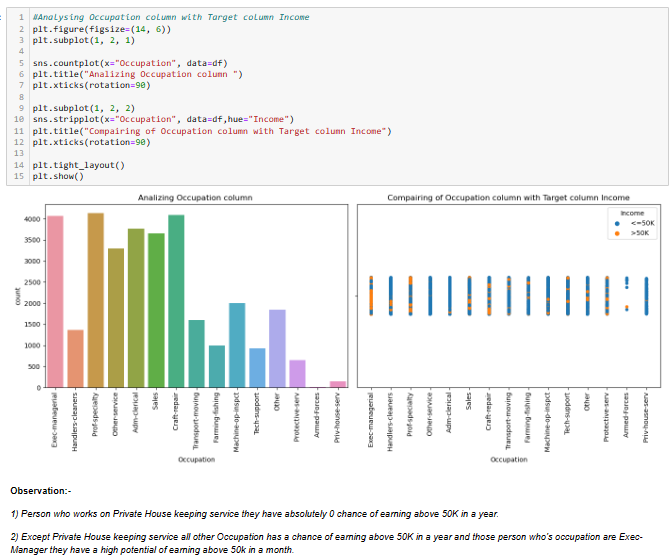 1 #Analysing Occupation column with Target column Income
2 plt.figure(figsize=(14, 6))
3 plt.subplot(1, 2, 1)
4
5 sns.countplot(x="Occupation", data=df)
6 plt.title("Analizing Occupation column ")
7 plt.xticks(rotation=90)
8
9 plt.subplot(1, 2, 2)
10 sns.stripplot(x="Occupation", data=df,hue="Income")
11 plt.title("Compairing of Occupation column with Target column Income")
12 plt.xticks(rotation=90)
13
14 plt.tight_layout()
15 plt.show()
Analizing Occupation column
4000
3500
3000
2500
2000
1500
1000
500
0
count
Exec-managerial
Handlers-cleaners
Prof-specialty
Other-service
Adm-clerical
Sales
Craft-repair
Transport-moving
Farming-fishing
Machine-op-inspct
Tech-support
Other
Protective-serv
Armed-Forces
Priv-house-serv
Occupation
Compairing of Occupation column with Target column Income
Income
<=50K
>50K
Exec-managerial
Handlers-cleaners
Prof-specialty
Other-service
Adm-clerical
Sales
Craft-repair
Transport-moving
Farming-fishing
Machine-op-inspct
Tech-support
Other
Protective-serv
Armed-Forces
Priv-house-serv
Occupation
Observation:-
1) Person who works on Private House keeping service they have absolutely 0 chance of earning above 50K in a year.
2) Except Private House keeping service all other Occupation has a chance of earning above 50K in a year and those person who's occupation are Exec-
Manager they have a high potential of earning above 50k in a month.